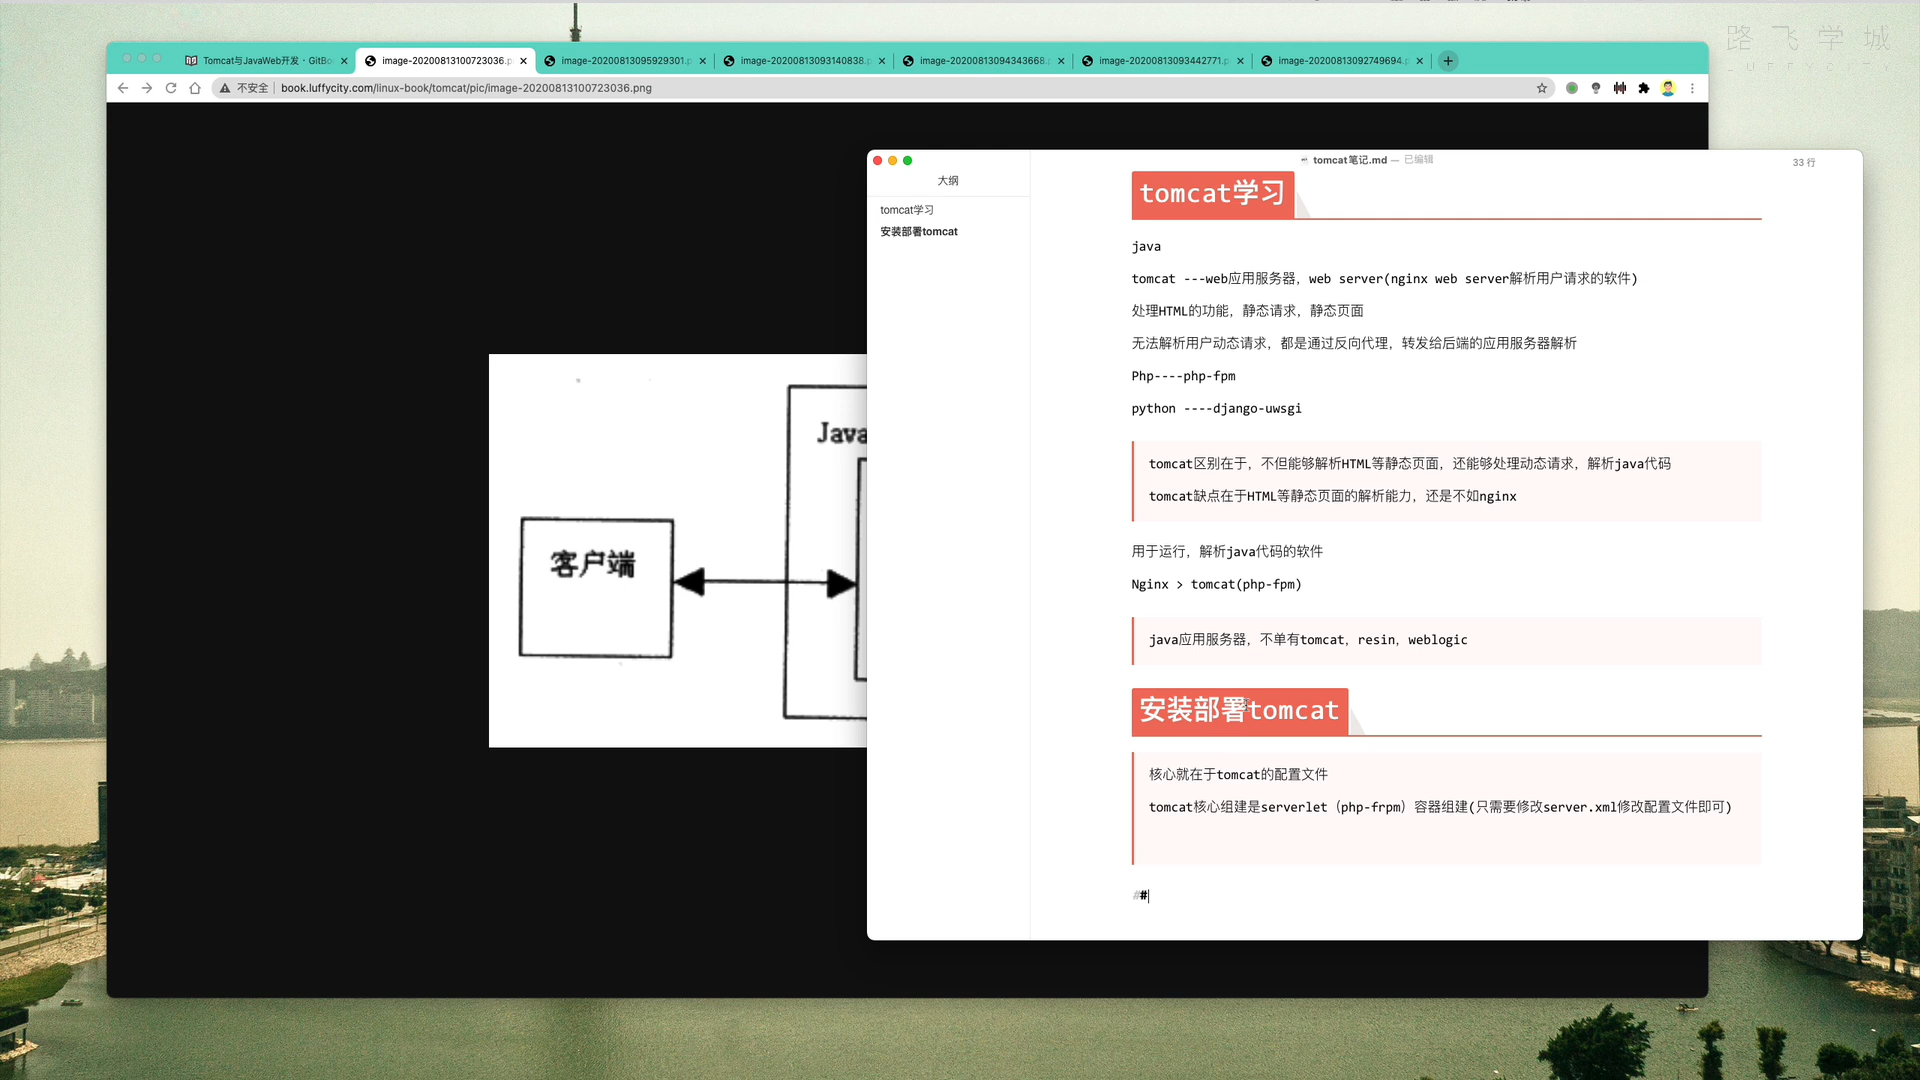 路飞学城
LUFFYCITY
Tomcat与JavaWeb开发 · GitBo
image-20200813100723036.p
image-20200813095929301.p
image-20200813093140838.p
image-20200813094343668.p
image-20200813093442771.p
image-20200813092749694.p
不安全 book.luffycity.com/linux-book/tomcat/pic/image-20200813100723036.png
Java
客户端
tomcat笔记.md — 已编辑
33 行
大纲
tomcat学习
安装部署tomcat
tomcat学习
java
tomcat ---web应用服务器，web server(nginx web server解析用户请求的软件)
处理HTML的功能，静态请求，静态页面
无法解析用户动态请求，都是通过反向代理，转发给后端的应用服务器解析
Php----php-fpm
python ----django-uwsgi
tomcat区别在于，不但能够解析HTML等静态页面，还能够处理动态请求，解析java代码
tomcat缺点在于HTML等静态页面的解析能力，还是不如nginx
用于运行，解析java代码的软件
Nginx > tomcat(php-fpm)
java应用服务器，不单有tomcat，resin，weblogic
安装部署tomcat
核心就在于tomcat的配置文件
tomcat核心组建是serverlet（php-frpm）容器组建(只需要修改server.xml修改配置文件即可)
##